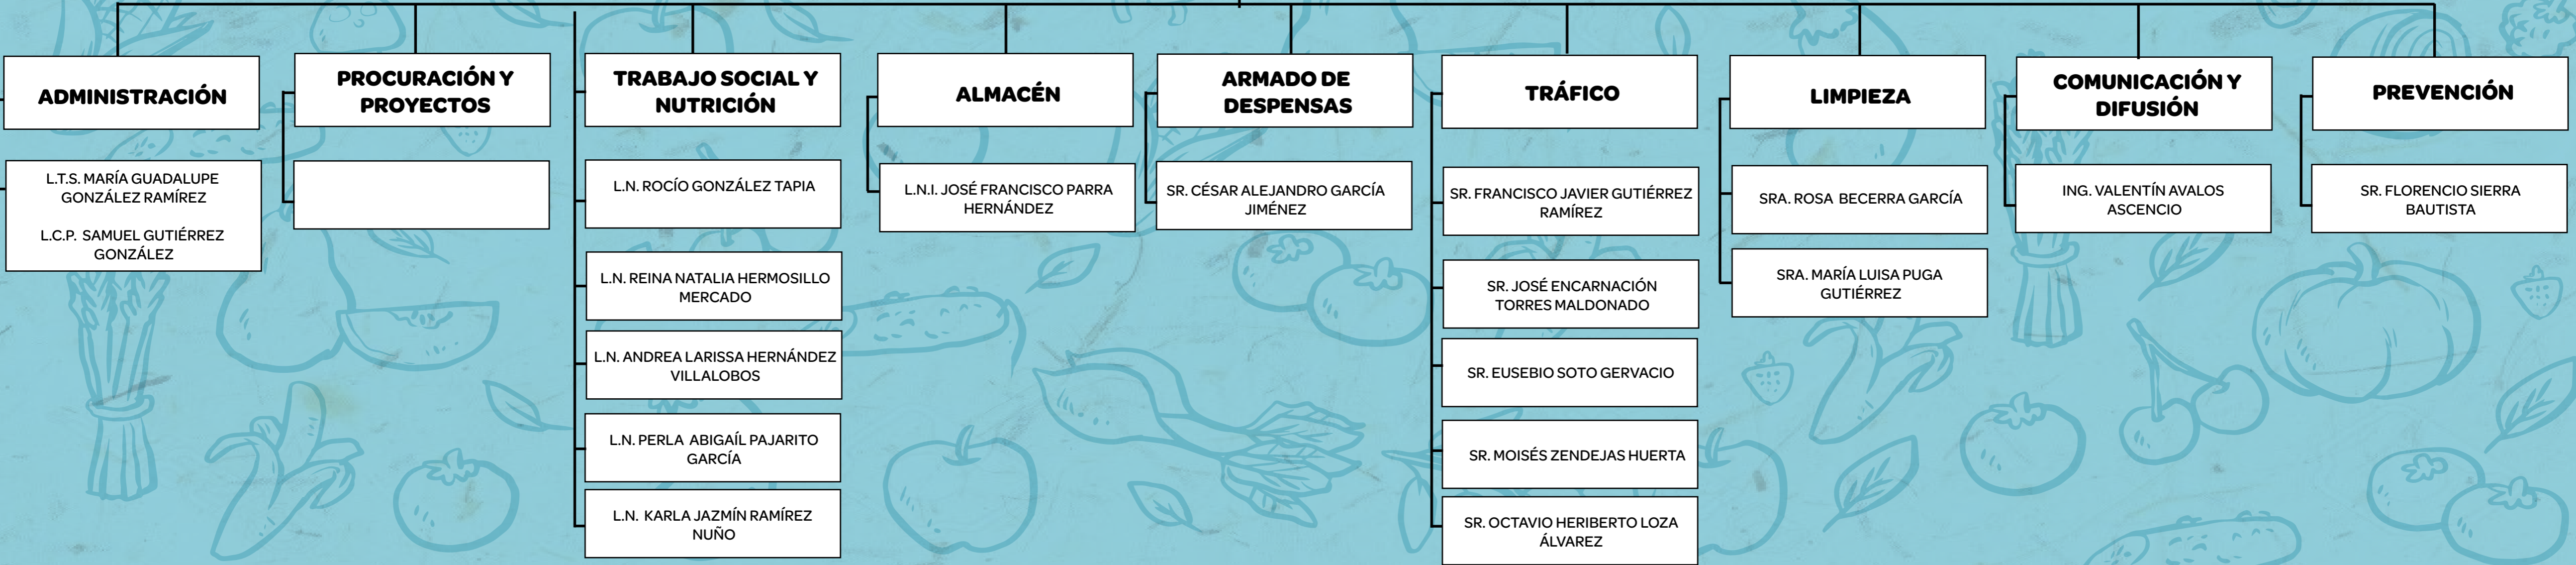 ADMINISTRACIÓN
L.T.S. MARÍA GUADALUPE
GONZÁLEZ RAMÍREZ
L.C.P. SAMUEL GUTIÉRREZ
GONZÁLEZ
PROCURACIÓN Y
PROYECTOS
TRABAJO SOCIAL Y
NUTRICIÓN
L.N. ROCÍO GONZÁLEZ TAPIA
L.N. REINA NATALIA HERMOSILLO
MERCADO
L.N. ANDREA LARISSA HERNÁNDEZ
VILLALOBOS
L.N. PERLA ABIGAÍL PAJARITO
GARCÍA
L.N. KARLA JAZMÍN RAMÍREZ
NUÑO
ALMACÉN
L.N.I. JOSÉ FRANCISCO PARRA
HERNÁNDEZ
ARMADO DE
DESPENSAS
SR. CÉSAR ALEJANDRO GARCÍA
JIMÉNEZ
TRÁFICO
SR. FRANCISCO JAVIER GUTIÉRREZ
RAMÍREZ
SR. JOSÉ ENCARNACIÓN
TORRES MALDONADO
SR. EUSEBIO SOTO GERVACIO
SR. MOISÉS ZENDEJAS HUERTA
SR. OCTAVIO HERIBERTO LOZA
ÁLVAREZ
LIMPIEZA
SRA. ROSA BECERRA GARCÍA
SRA. MARÍA LUISA PUGA
GUTIÉRREZ
COMUNICACIÓN Y
DIFUSIÓN
ING. VALENTÍN AVALOS
ASCENCIO
PREVENCIÓN
SR. FLORENCIO SIERRA
BAUTISTA